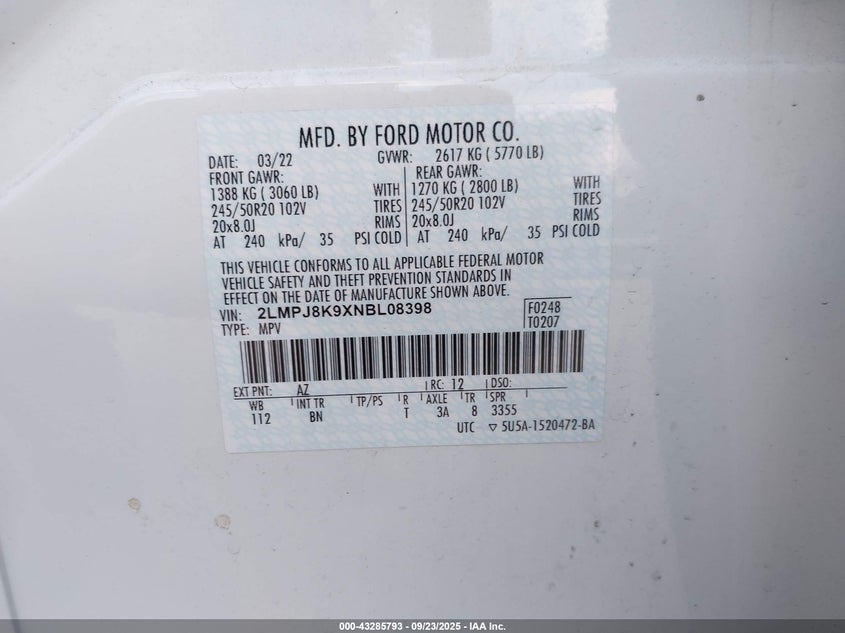 MFD. BY FORD MOTOR CO.
DATE: 03/22 GVWR: 2617 KG ( 5770 LB)
FRONT GAWR: REAR GAWR:
1388 KG ( 3060 LB) WITH 1270 KG ( 2800 LB) WITH
245/50R20 102V TIRES 245/50R20 102V TIRES
20x8.0J RIMS 20x8.0J RIMS
AT 240 kPa/ 35 PSI COLD AT 240 kPa/ 35 PSI COLD
THIS VEHICLE CONFORMS TO ALL APPLICABLE FEDERAL MOTOR
VEHICLE SAFETY AND THEFT PREVENTION STANDARDS IN
EFFECT ON THE DATE OF MANUFACTURE SHOWN ABOVE.
VIN: 2LMPJ8K9XNBL08398 F0248
TYPE: MPV T0207
EXT PNT: AZ RC: 12 DSO:
WB INT TR TP/PS R AXLE TR SPR
112 BN T 3A 8 3355
UTC ▽ 5U5A-1520472-BA
000-43285793 - 09/23/2025 - IAA Inc.